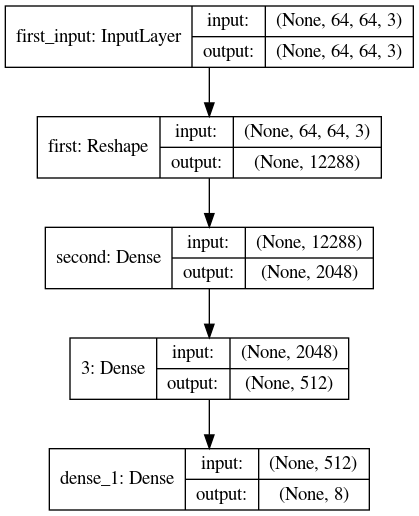 first_input: InputLayer
input: (None, 64, 64, 3)
output: (None, 64, 64, 3)
first: Reshape
input: (None, 64, 64, 3)
output: (None, 12288)
second: Dense
input: (None, 12288)
output: (None, 2048)
3: Dense
input: (None, 2048)
output: (None, 512)
dense_1: Dense
input: (None, 512)
output: (None, 8)